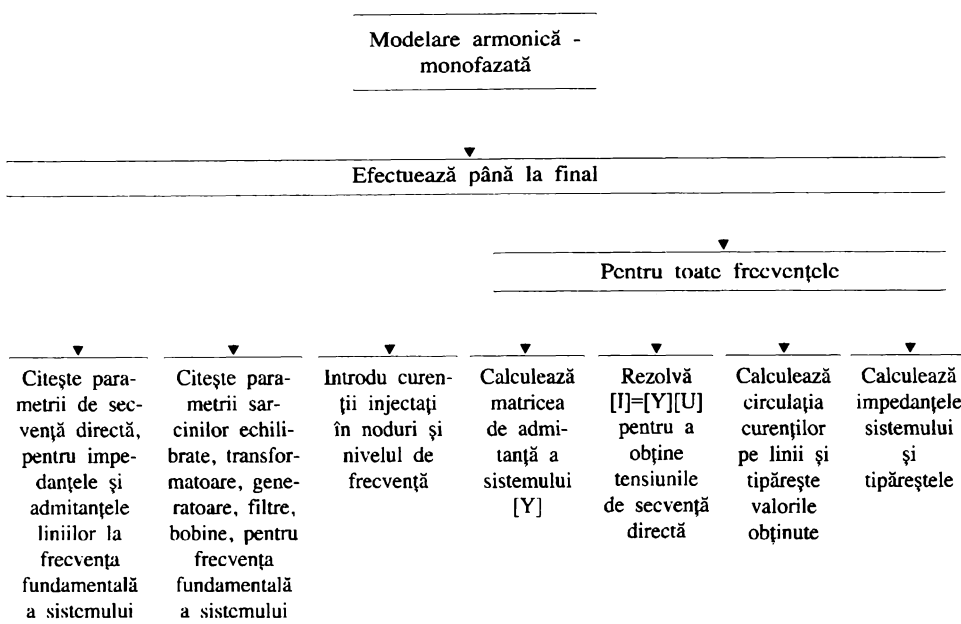 Modelare armonică -
monofazată
Efectuează până la final
Pentru toate frecvențele
Citește para-
metrii de sec-
vență directă,
pentru impe-
danțele și
admitanțele
liniilor la
frecvența
fundamentală
a sistemului
Citește para-
metrii sar-
cinilor echili-
brate, transfor-
matoare, gene-
ratoare, filtre,
bobine, pentru
frecvența
fundamentală
a sistemului
Introdu curen-
ții injectați
în noduri și
nivelul de
frecvență
Calculează
matricea
de admi-
tanță a
sistemului
[Y]
Rezolvă
[I]=[Y][U]
pentru a
obține
tensiunile
de secvență
directă
Calculează
circulația
curenților
pe linii și
tipărește
valorile
obținute
Calculează
impedanțele
sistemului
și
tipărește​le